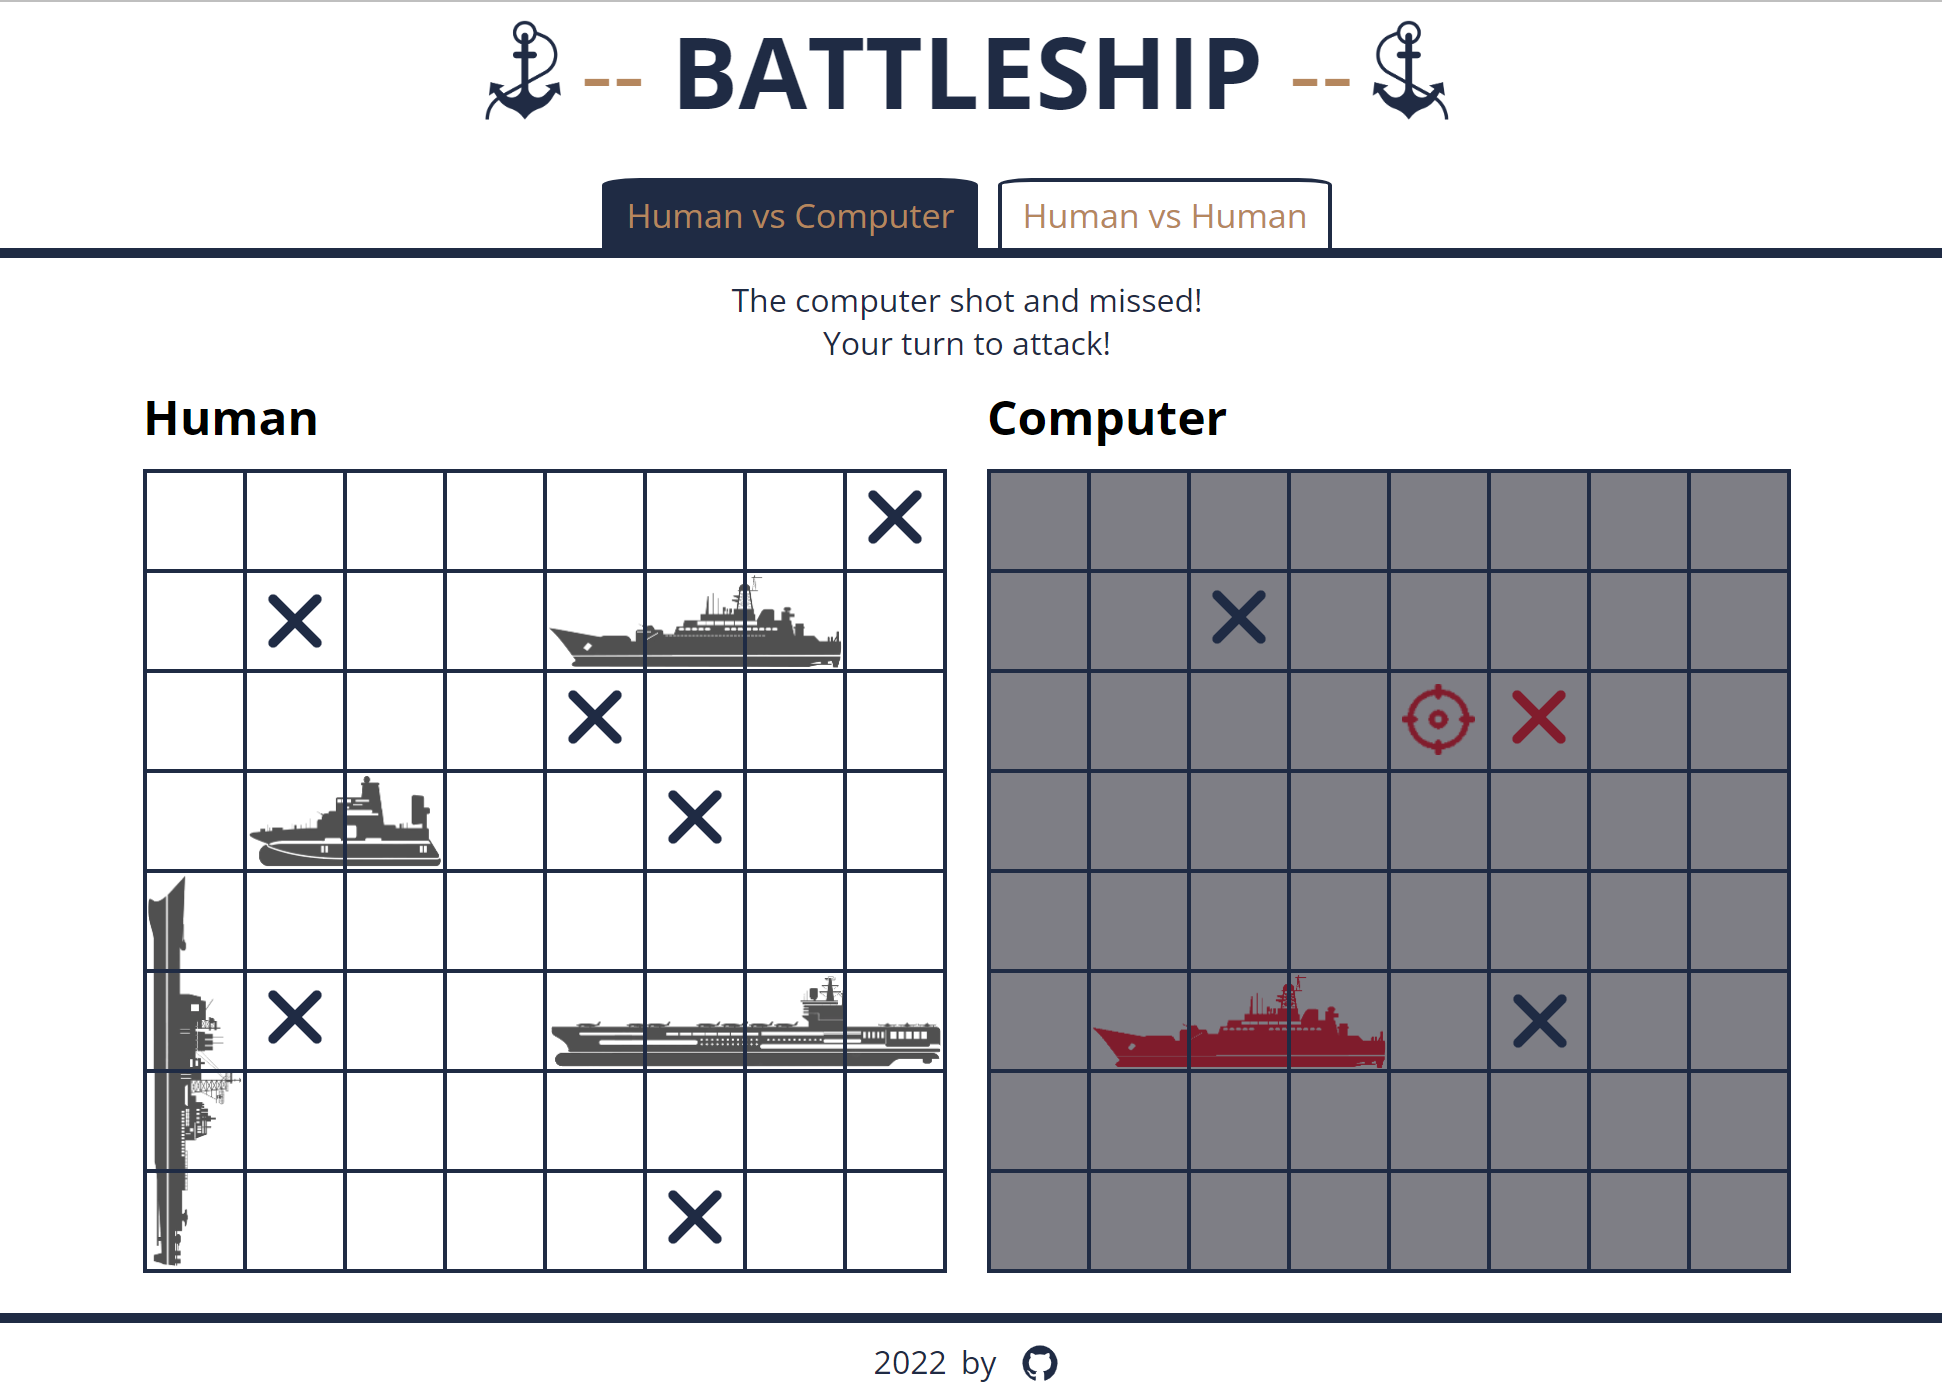 -- BATTLESHIP --
Human vs Computer
Human vs Human
The computer shot and missed!
Your turn to attack!
Human
Computer
2022 by